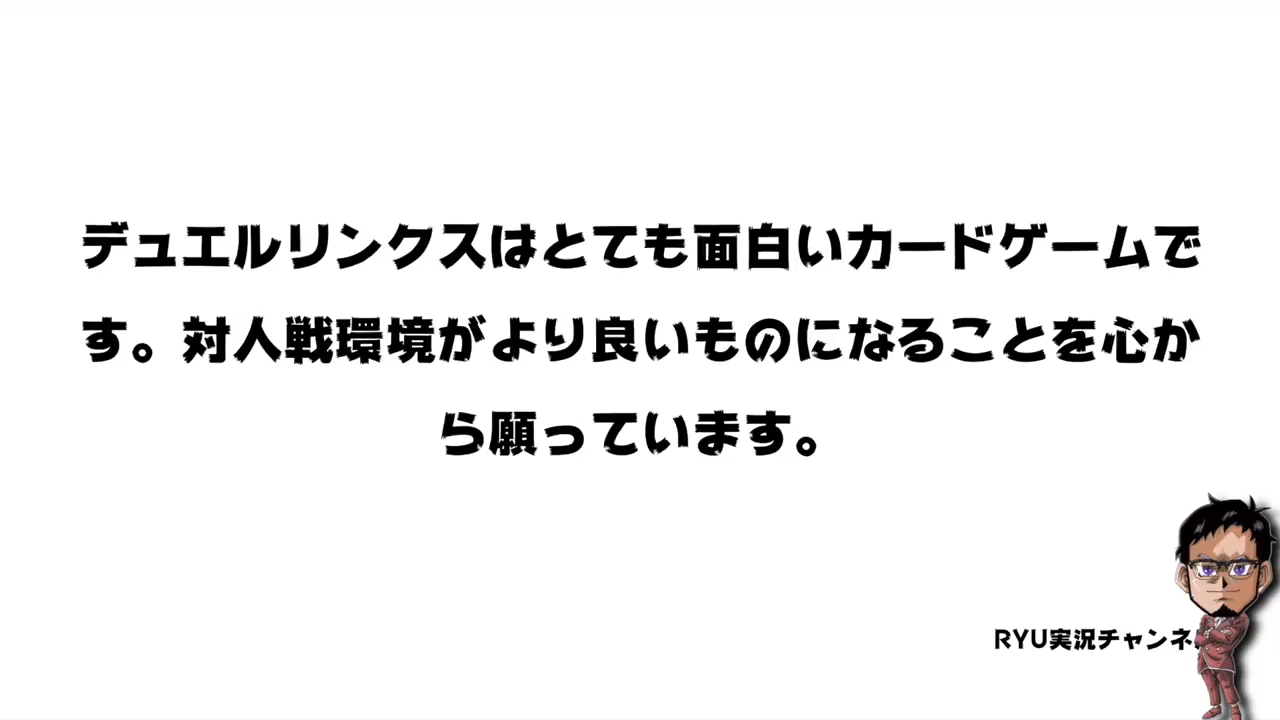 デュエルリンクスはとても面白いカードゲームで
す。対人戦環境がより良いものになることを心か
ら願っています。
RYU実況チャンネル